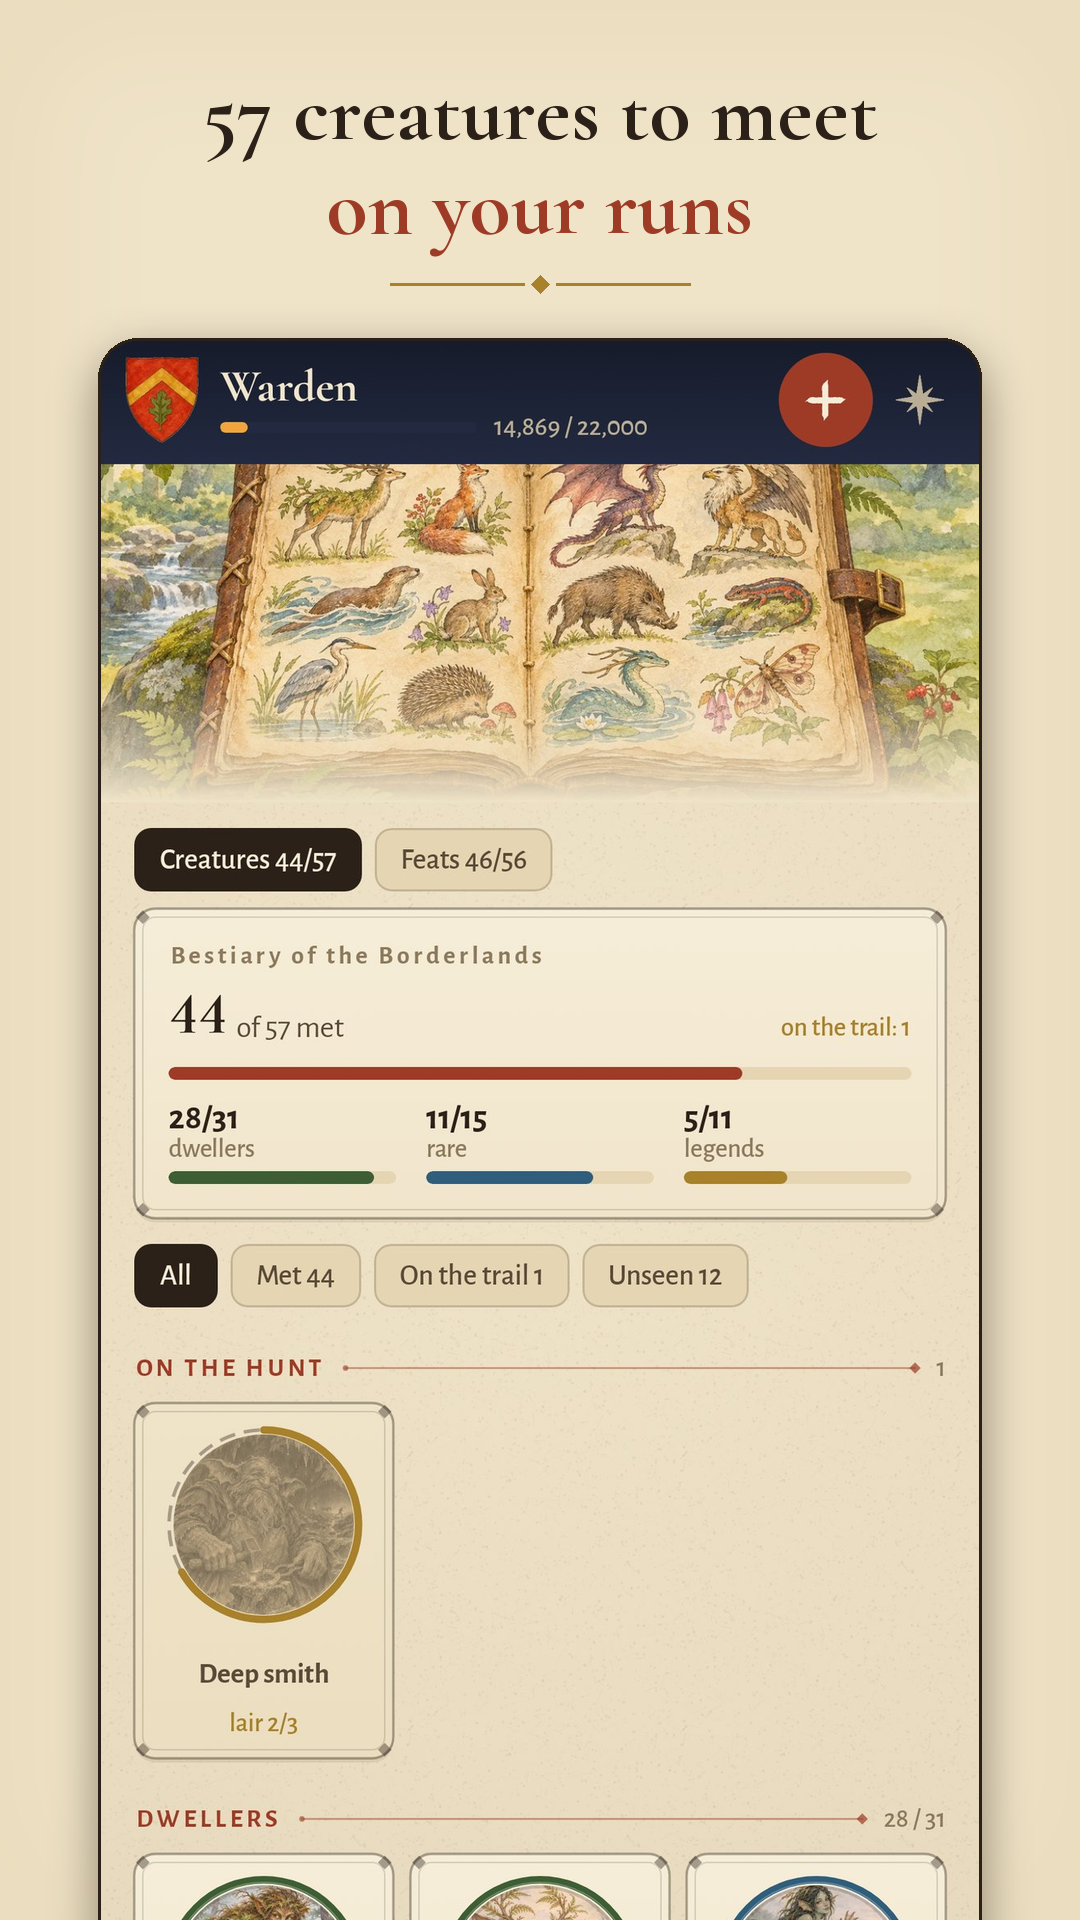 57 creatures to meet
on your runs
Warden
14,869 / 22,000
Creatures 44/57
Feats 46/56
Bestiary of the Borderlands
44 of 57 met
on the trail: 1
28/31
11/15
5/11
dwellers
rare
legends
All
Met 44
On the trail 1
Unseen 12
ON THE HUNT
1
Deep smith
lair 2/3
DWELLERS
28 / 31